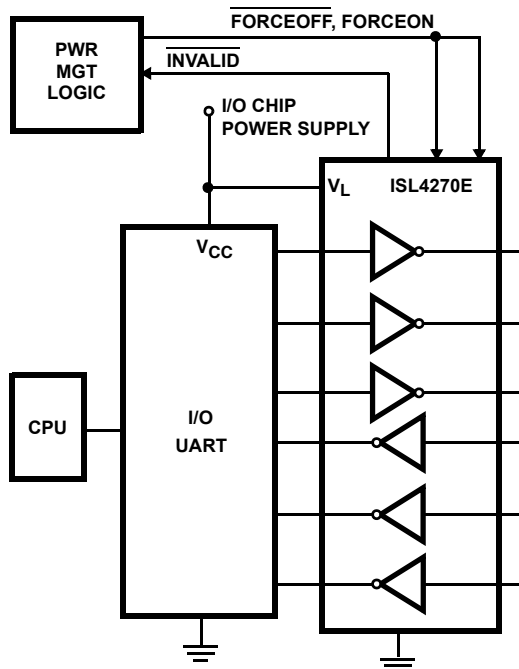 FORCEOFF, FORCEON
PWR
MGT
LOGIC
INVALID
I/O CHIP
POWER SUPPLY
VL
ISL4270E
VCC
CPU
I/O
UART